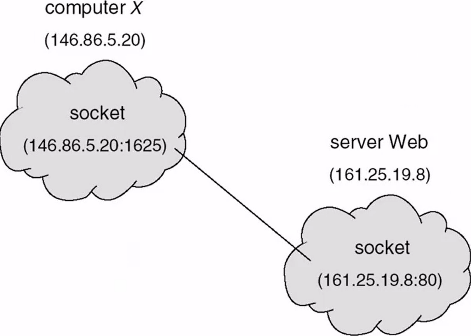 computer X
(146.86.5.20)
socket
(146.86.5.20:1625)
server Web
(161.25.19.8)
socket
(161.25.19.8:80)